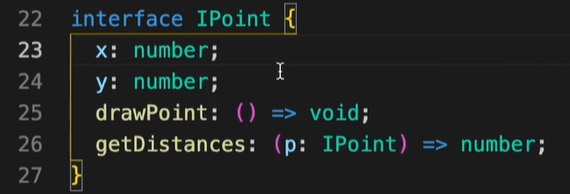 22 interface IPoint {
23 x: number;
24 y: number;
25 drawPoint: () => void;
26 getDistances: (p: IPoint) => number;
27 }